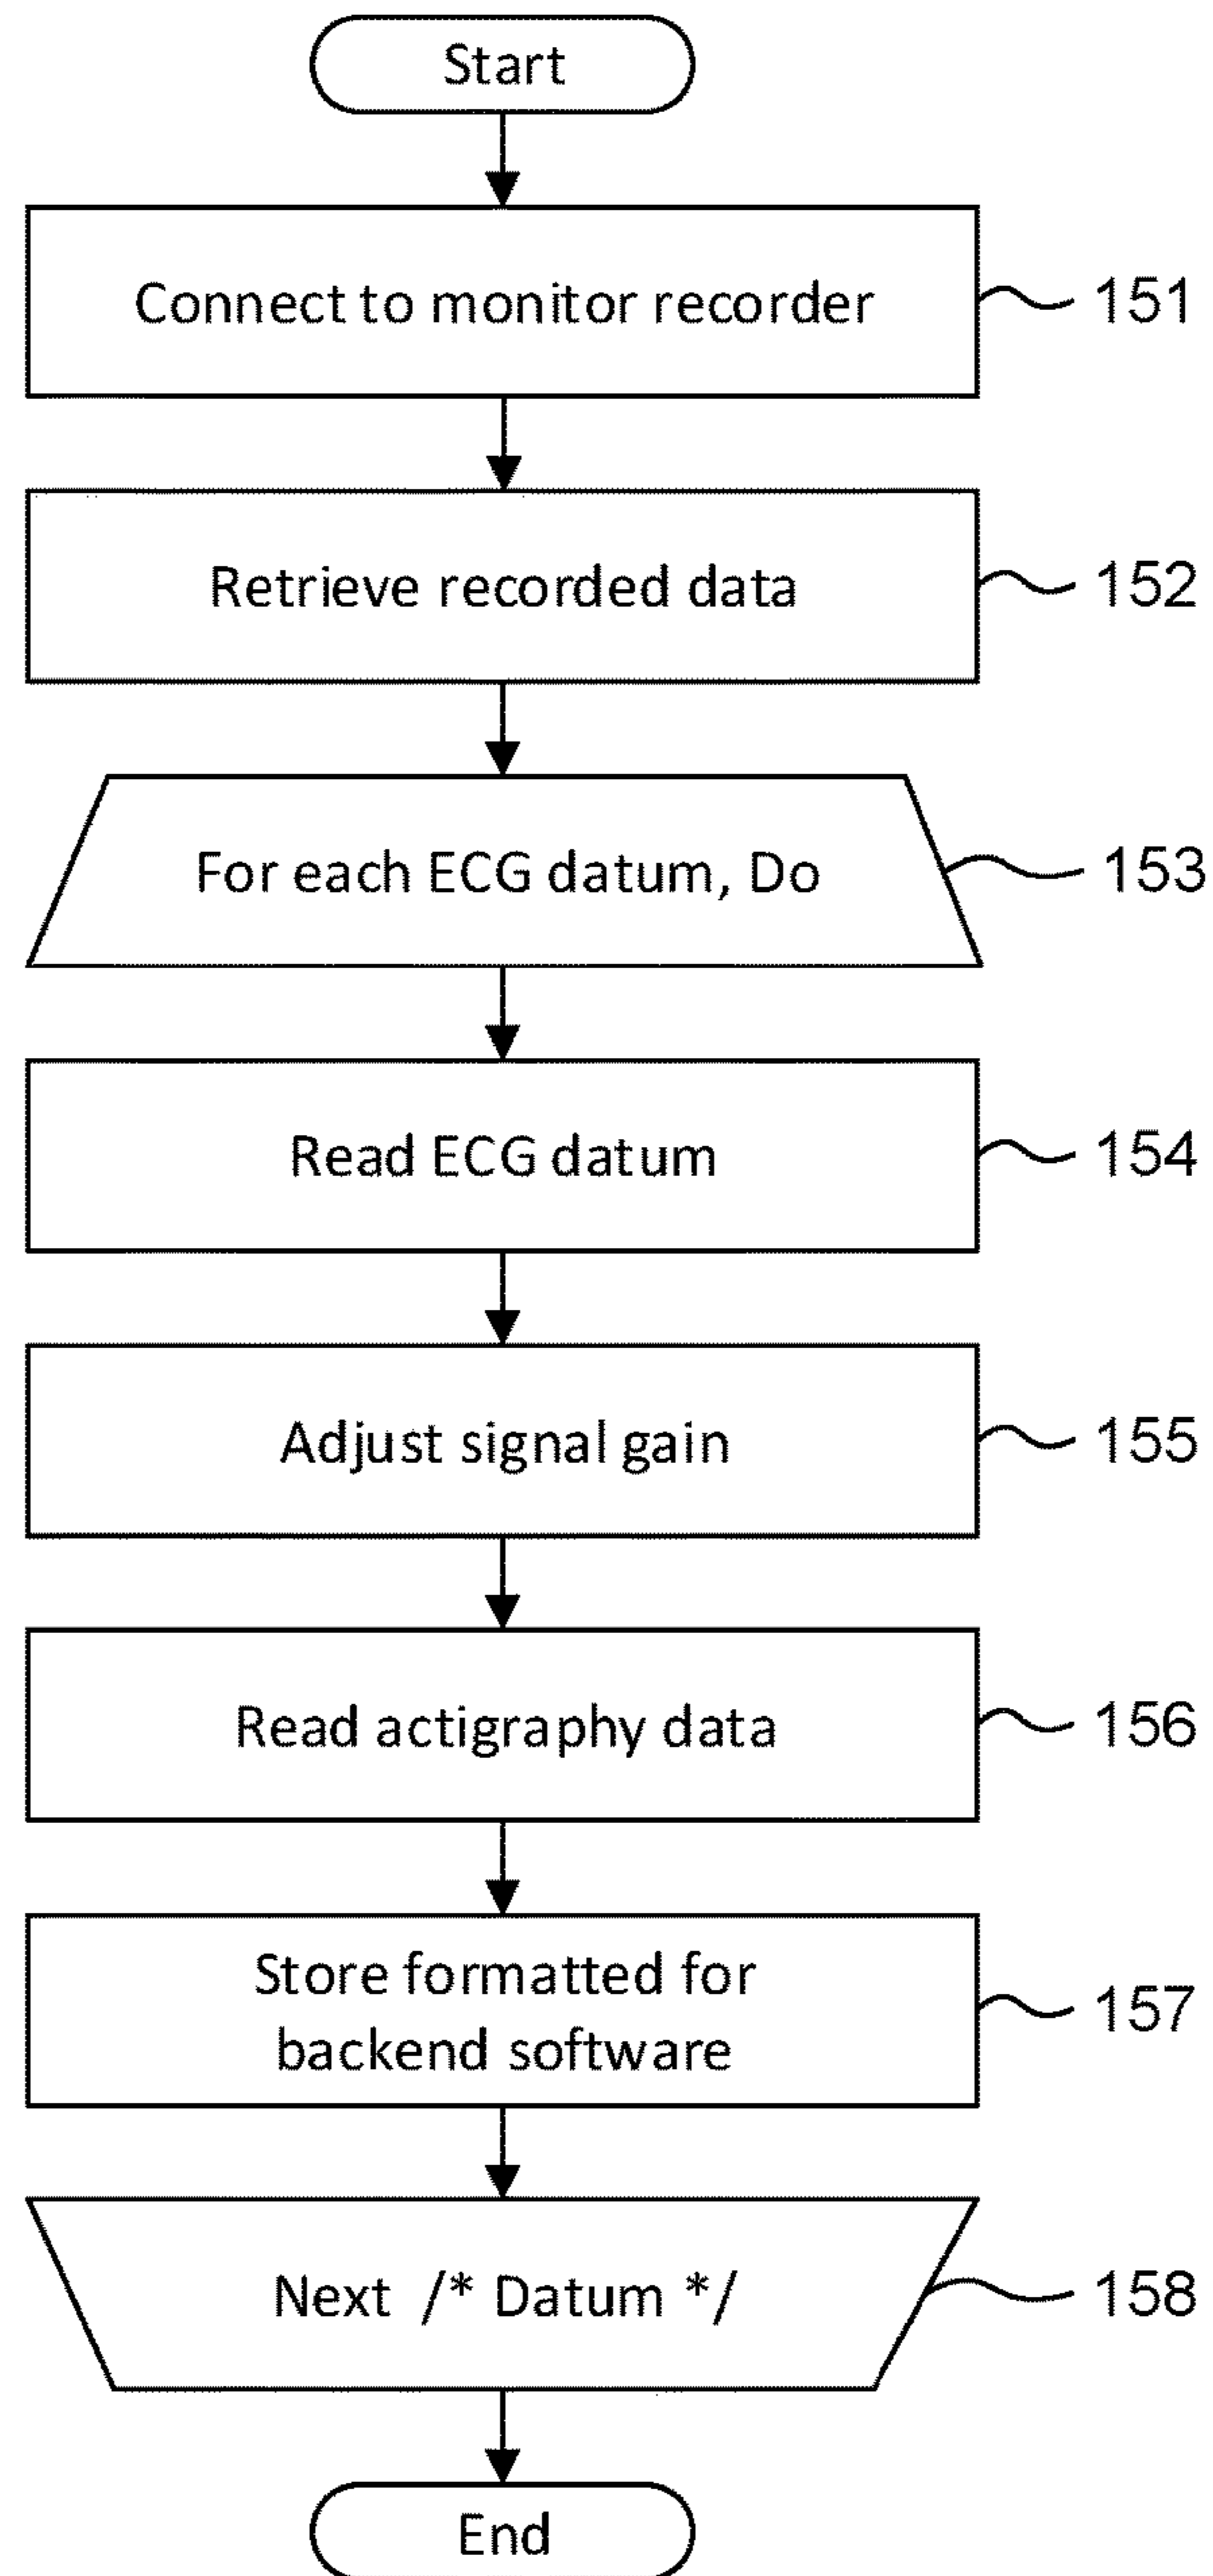 Start
Connect to monitor recorder
151
Retrieve recorded data
152
For each ECG datum, Do
153
Read ECG datum
154
Adjust signal gain
155
Read actigraphy data
156
Store formatted for
backend software
157
Next /* Datum */
158
End